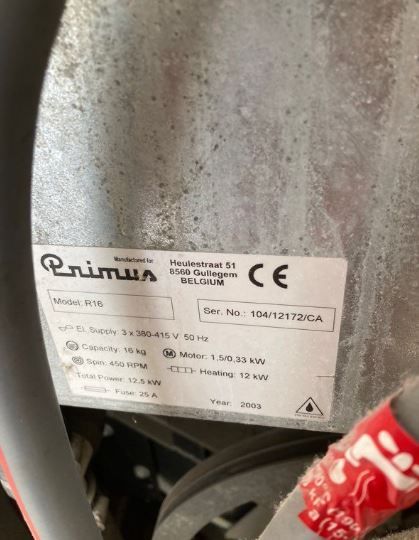 Manufactured for
Primus
Heulestraat 51
8560 Gullegem
BELGIUM
CE
Model: R16
Ser. No.: 104/12172/CA
El. Supply: 3 x 380-415 V 50 Hz
Capacity: 16 kg
M Motor: 1,5/0,33 kW
Spin: 450 RPM
Heating: 12 kW
Total Power: 12.5 kW
Fuse: 25 A
Year: 2003